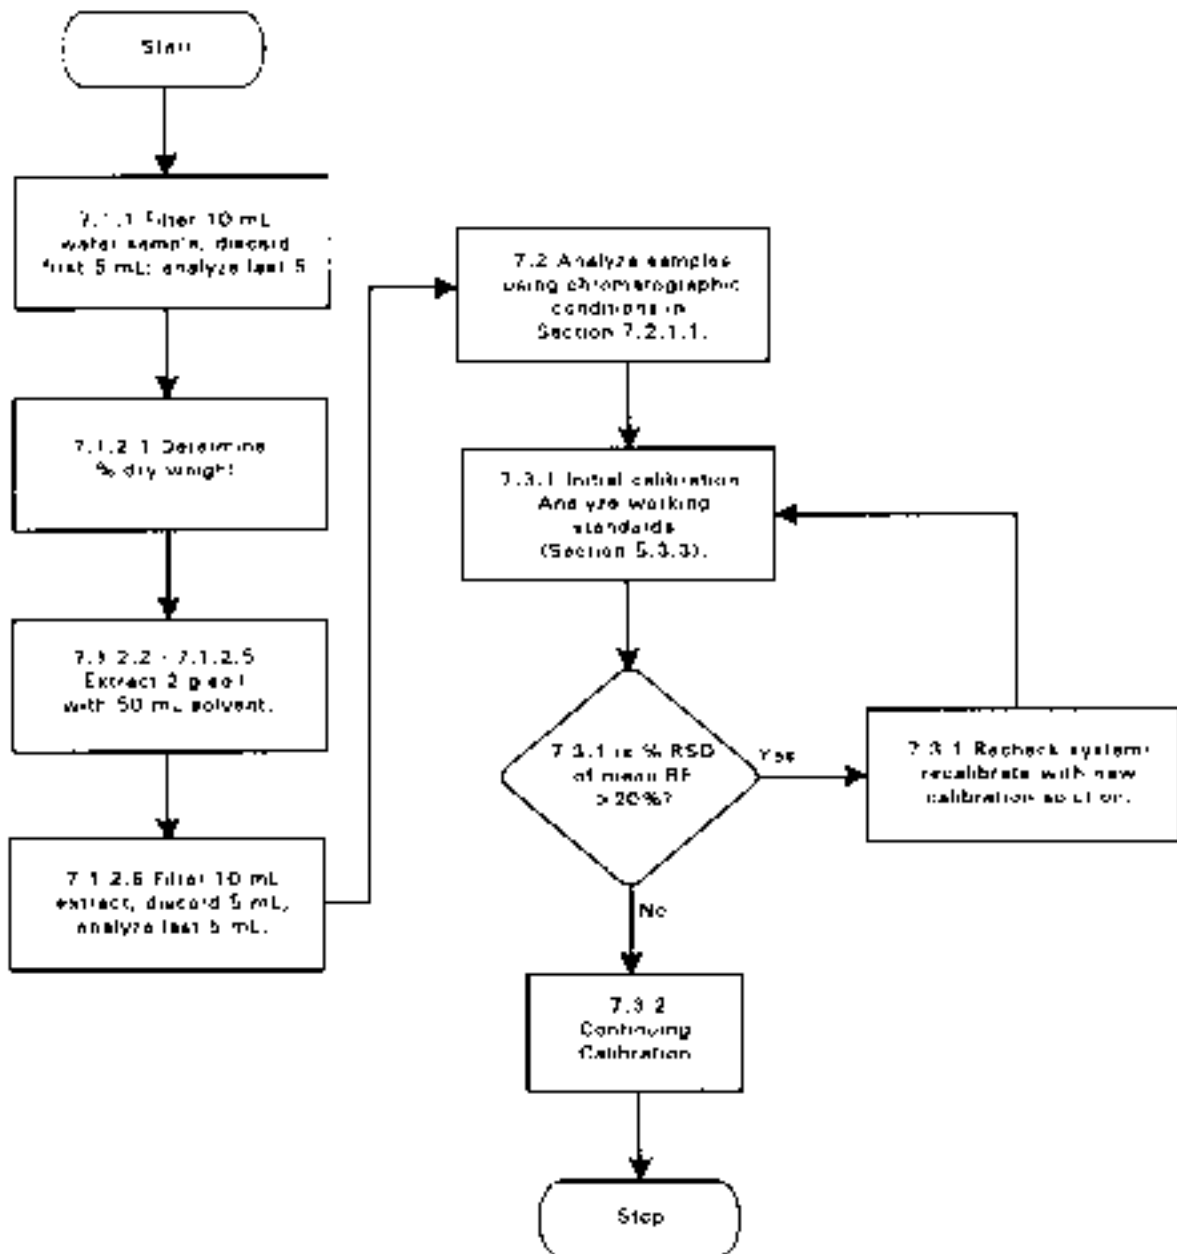 Start
7.1.1 Filter 10 mL
water sample, discard
first 5 mL; analyze last 5
7.1.2.1 Determine
% dry weight
7.1.2.2 - 7.1.2.5
Extract 2 g soil
with 50 mL solvent.
7.1.2.6 Filter 10 mL
extract, discard 5 mL,
analyze last 5 mL.
7.2 Analyze samples
using chromatographic
conditions in
Section 7.2.1.1.
7.3.1 Initial calibration
Analyze working
standards
(Section 5.3.3).
7.3.1 is % RSD
of mean RF
>20%?
Yes
7.3.1 Recheck system;
recalibrate with new
calibration solution.
No
7.3.2
Continuing
Calibration
Stop